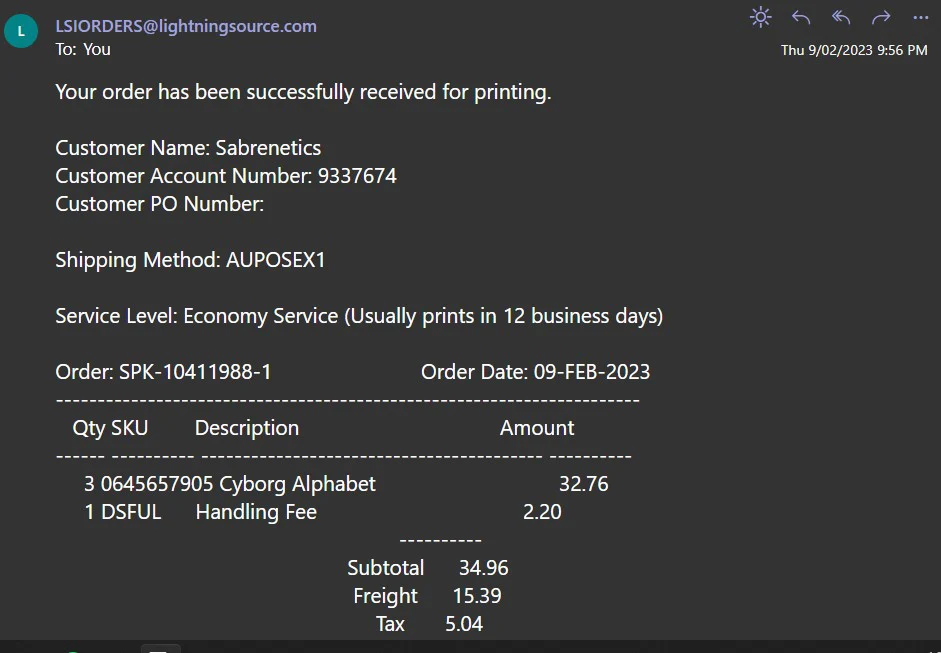 L
LSIORDERS@lightningsource.com
To: You
Thu 9/02/2023 9:56 PM
Your order has been successfully received for printing.
Customer Name: Sabrenetics
Customer Account Number: 9337674
Customer PO Number:
Shipping Method: AUPOSEX1
Service Level: Economy Service (Usually prints in 12 business days)
Order: SPK-10411988-1 Order Date: 09-FEB-2023
----------------------------------------------------------------------
Qty SKU Description Amount
------ ---------- ----------------------------------------- ----------
3 0645657905 Cyborg Alphabet 32.76
1 DSFUL Handling Fee 2.20
----------
Subtotal 34.96
Freight 15.39
Tax 5.04